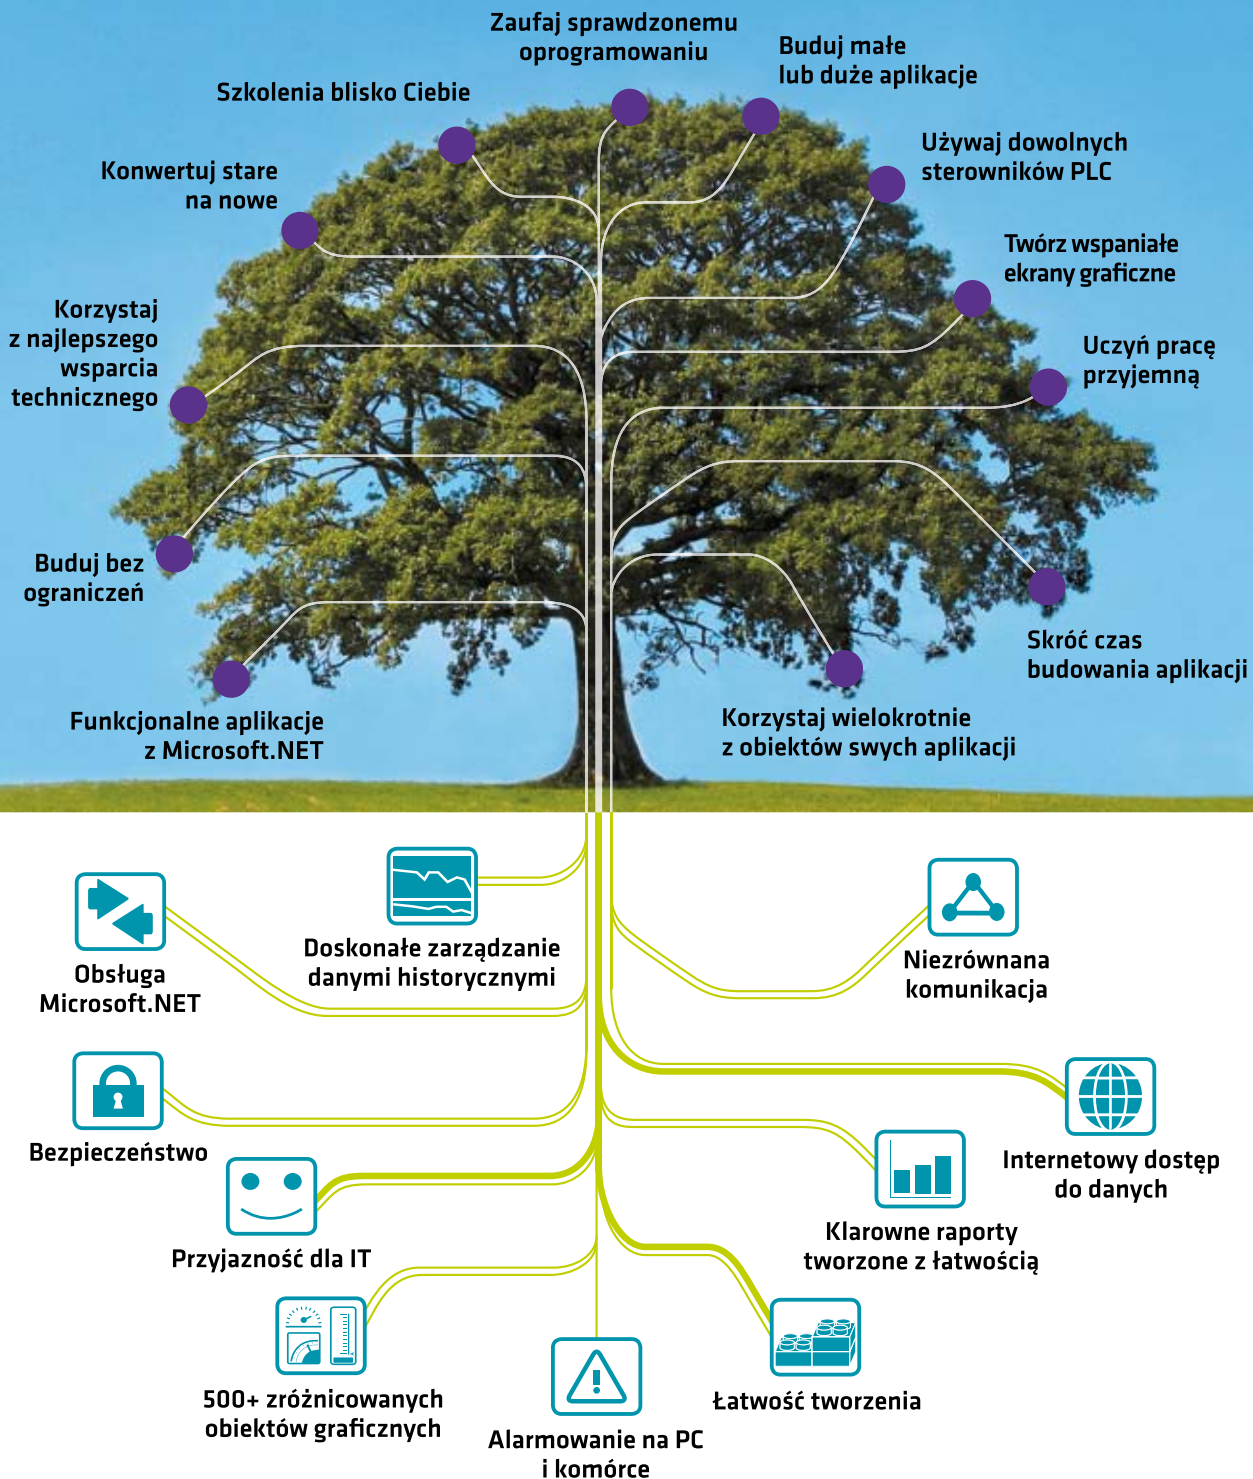 Zaufaj sprawdzonemu
oprogramowaniu
Buduj małe
lub duże aplikacje
Szkolenia blisko Ciebie
Używaj dowolnych
sterowników PLC
Konwertuj stare
na nowe
Twórz wspaniałe
ekrany graficzne
Korzystaj
z najlepszego
wsparcia
technicznego
Uczyń pracę
przyjemną
Buduj bez
ograniczeń
Skróć czas
budowania aplikacji
Funkcjonalne aplikacje
z Microsoft.NET
Korzystaj wielokrotnie
z obiektów swych aplikacji
Doskonałe zarządzanie
danymi historycznymi
Niezrównana
komunikacja
Obsługa
Microsoft.NET
Bezpieczeństwo
Internetowy dostęp
do danych
Klarowne raporty
tworzone z łatwością
Przyjazność dla IT
500+ zróżnicowanych
obiektów graficznych
Łatwość tworzenia
Alarmowanie na PC
i komórce